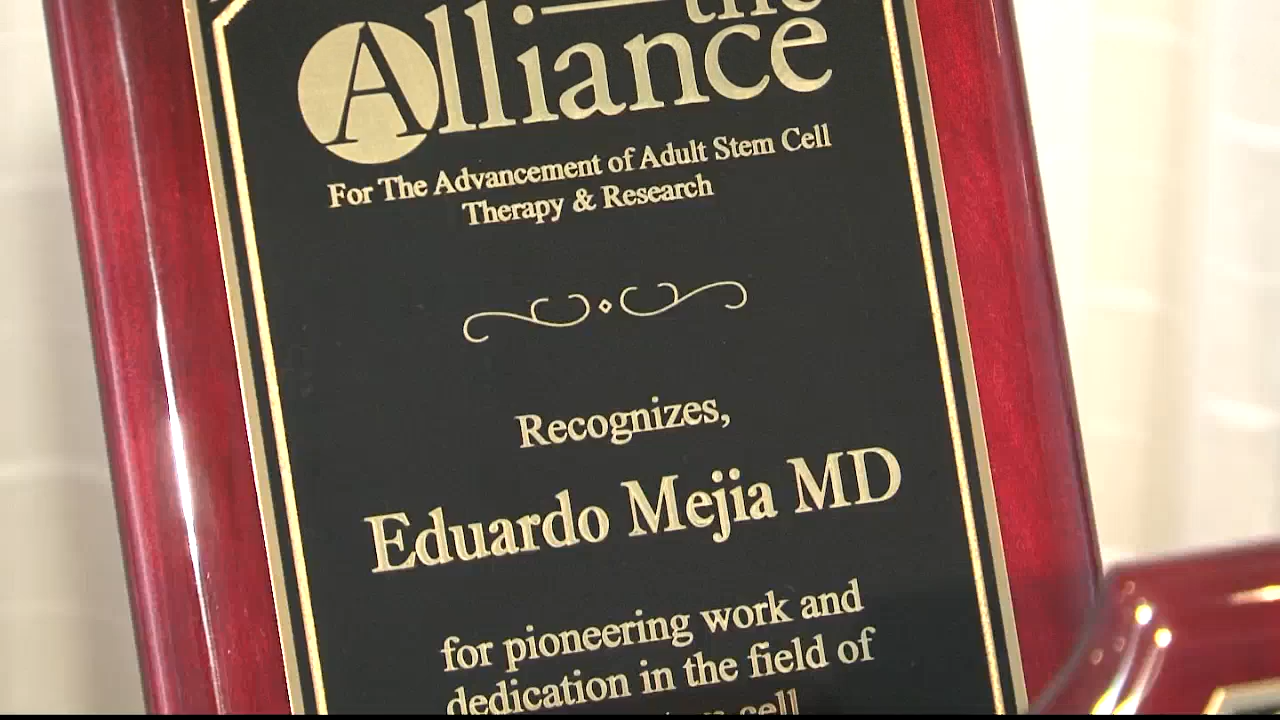 the
Alliance
For The Advancement of Adult Stem Cell
Therapy & Research
Recognizes,
Eduardo Mejia MD
for pioneering work and
dedication in the field of
cell